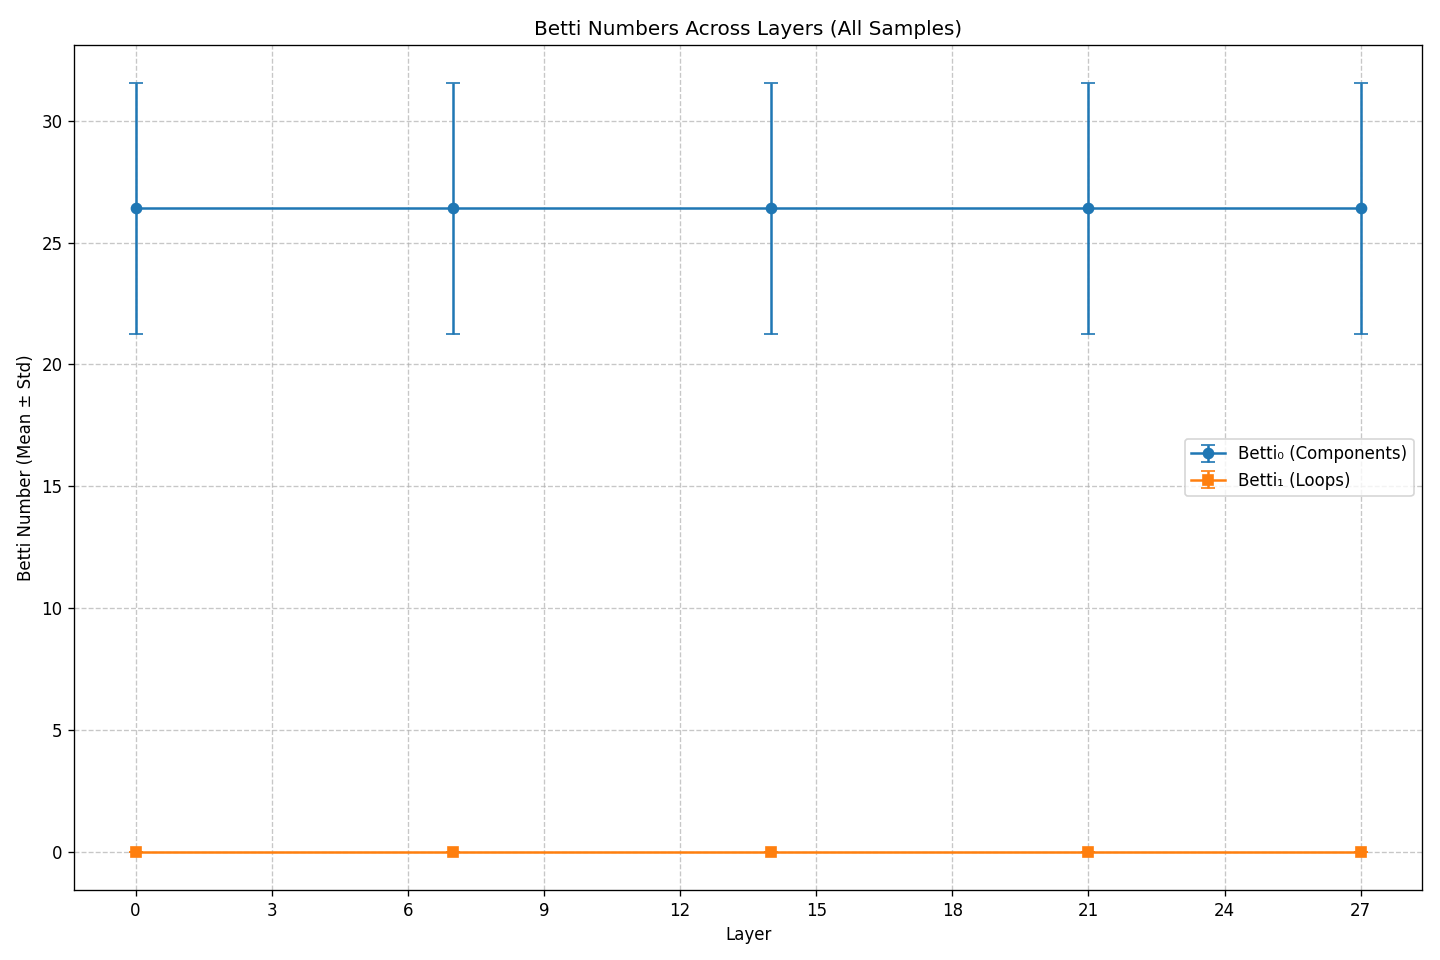 Betti Numbers Across Layers (All Samples)
Betti Number (Mean ± Std)
30
25
20
15
10
5
0
Betti₀ (Components)
Betti₁ (Loops)
0 3 6 9 12 15 18 21 24 27
Layer